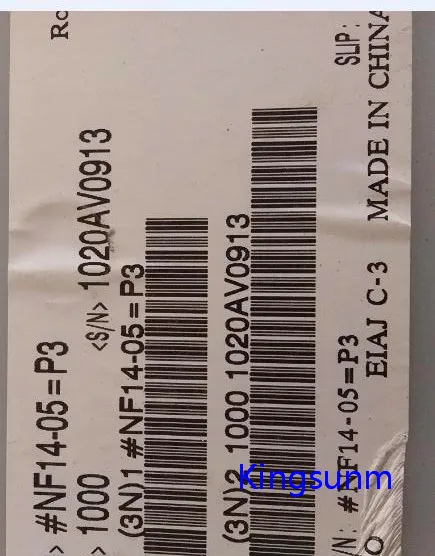 Ro
> #NF14-05=P3
> 1000 <S/N> 1020AV0913
(3N)1 #NF14-05=P3
(3N)2 1000 1020AV0913
Kingsunm
/N: #NF14-05=P3 SLIP:
EIAJ C-3 MADE IN CHINA